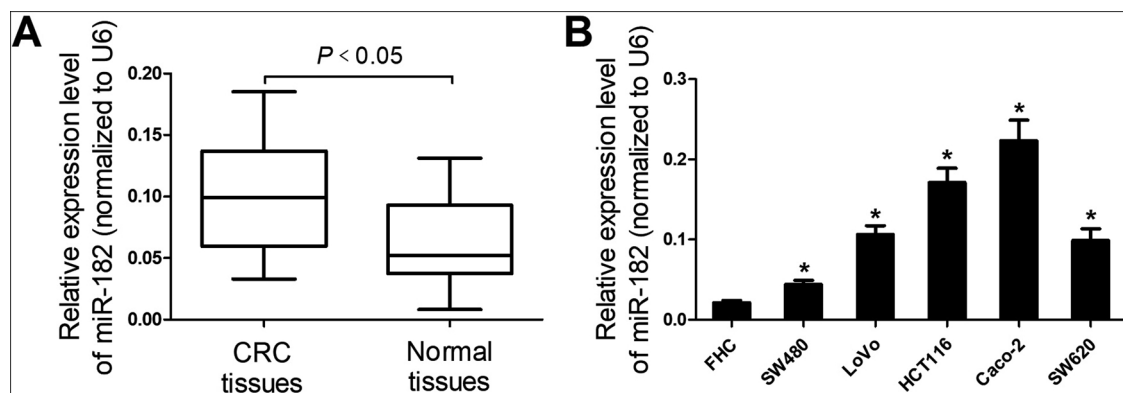 A
Relative expression level
of miR-182 (normalized to U6)
P < 0.05
0.20
0.15
0.10
0.05
0.00
CRC
tissues
Normal
tissues
B
Relative expression level
of miR-182 (normalized to U6)
0.3
0.2
0.1
0.0
*
*
*
*
*
FHC
SW480
LoVo
HCT116
Caco-2
SW620